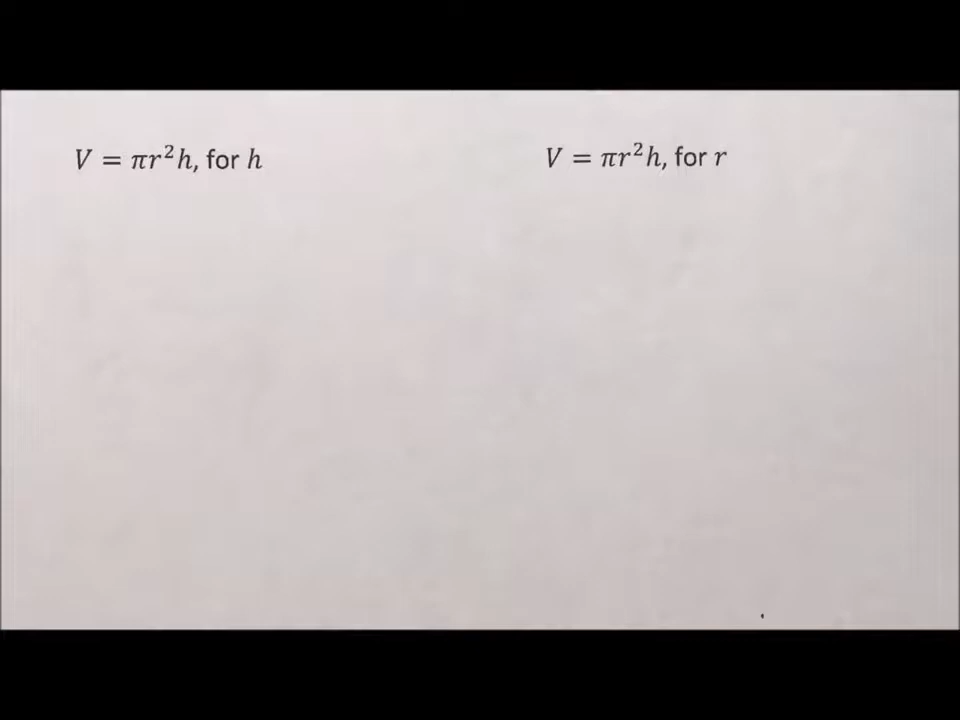 V = πr²h, for h
V = πr²h, for r